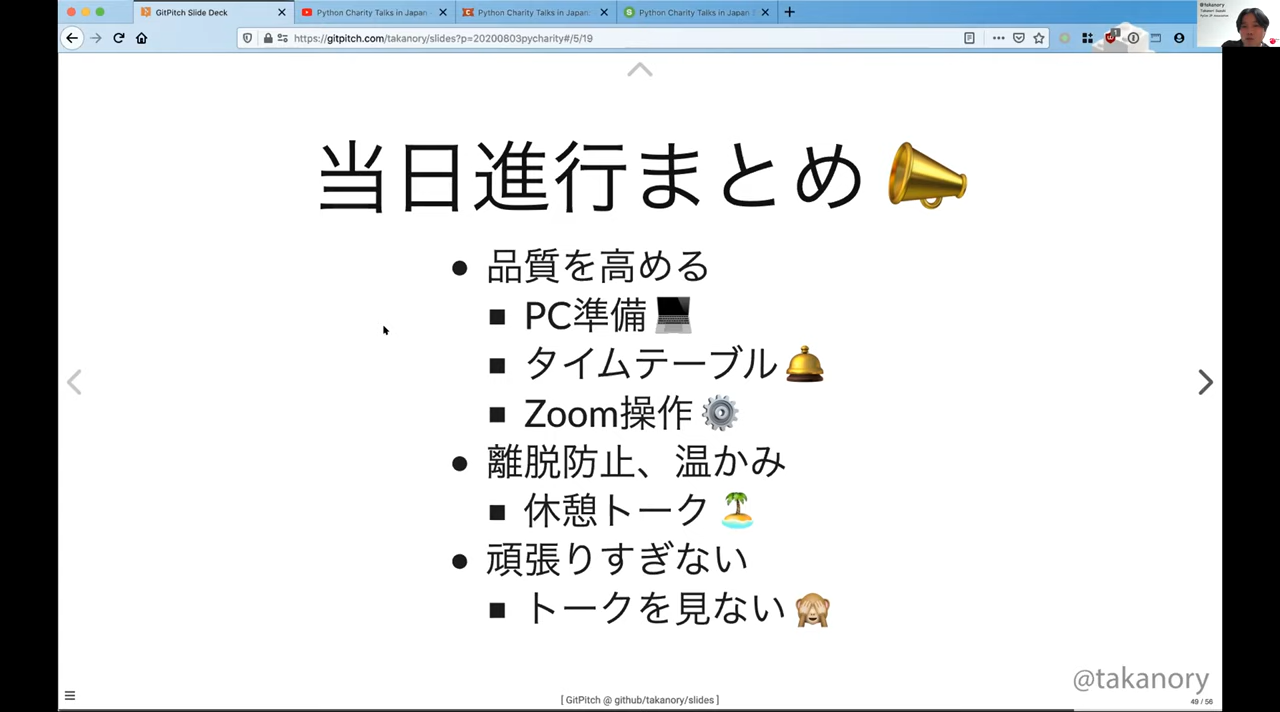 GitPitch Slide Deck
Python Charity Talks in Japan
Python Charity Talks in Japan
Python Charity Talks in Japan
https://gitpitch.com/takanory/slides?p=20200803pycharity#/5/19
@takanory
当日進行まとめ
品質を高める
PC準備
タイムテーブル
Zoom操作
離脱防止、温かみ
休憩トーク
頑張りすぎない
トークを見ない
@takanory
[ GitPitch @ github/takanory/slides ]
49 / 56